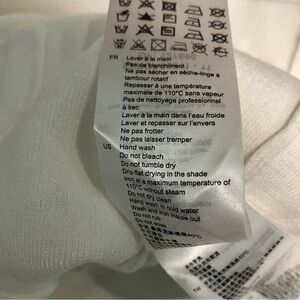 FR Laver à la main
Pas de blanchiment
Ne pas sécher en sèche-linge à
tambour rotatif
Repasser à une température
maximale de 110°C sans vapeur
Pas de nettoyage professionnel
à sec
Laver à la main dans l'eau froide
Laver et repasser sur l'envers
Ne pas frotter
Ne pas laisser tremper
US Hand wash
Do not bleach
Do not tumble dry
Drip flat drying in the shade
Iron at a maximum temperature of
110°C without steam
Do not dry clean
Hand wash in cold water
Wash and iron inside out
Do not rub
Do not soak